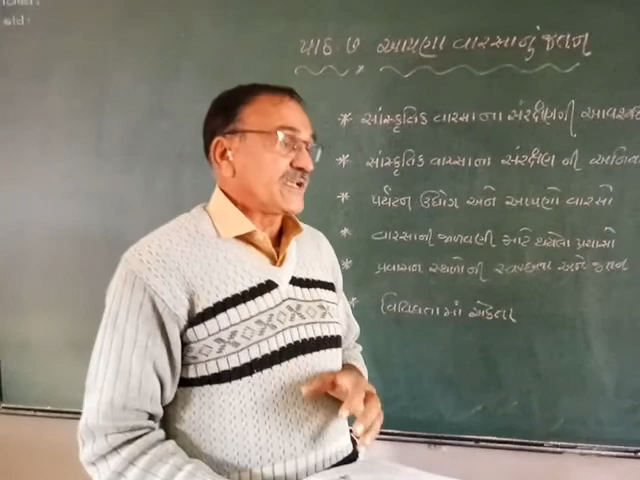 પાઠ ૭ આપણા વારસાનું જતન
* સાંસ્કૃતિક વારસાના સંરક્ષણની
* સાંસ્કૃતિક વારસાના સંરક્ષણ ની
* પર્યટન ઉદ્યોગ અને આપણો વારસો
* વારસાની જાળવણી માટે થયેલા પ્રયાસો
* પ્રવાસન સ્થળોની સ્વચ્છતા અને જતન
* વિવિધતામાં એકતા